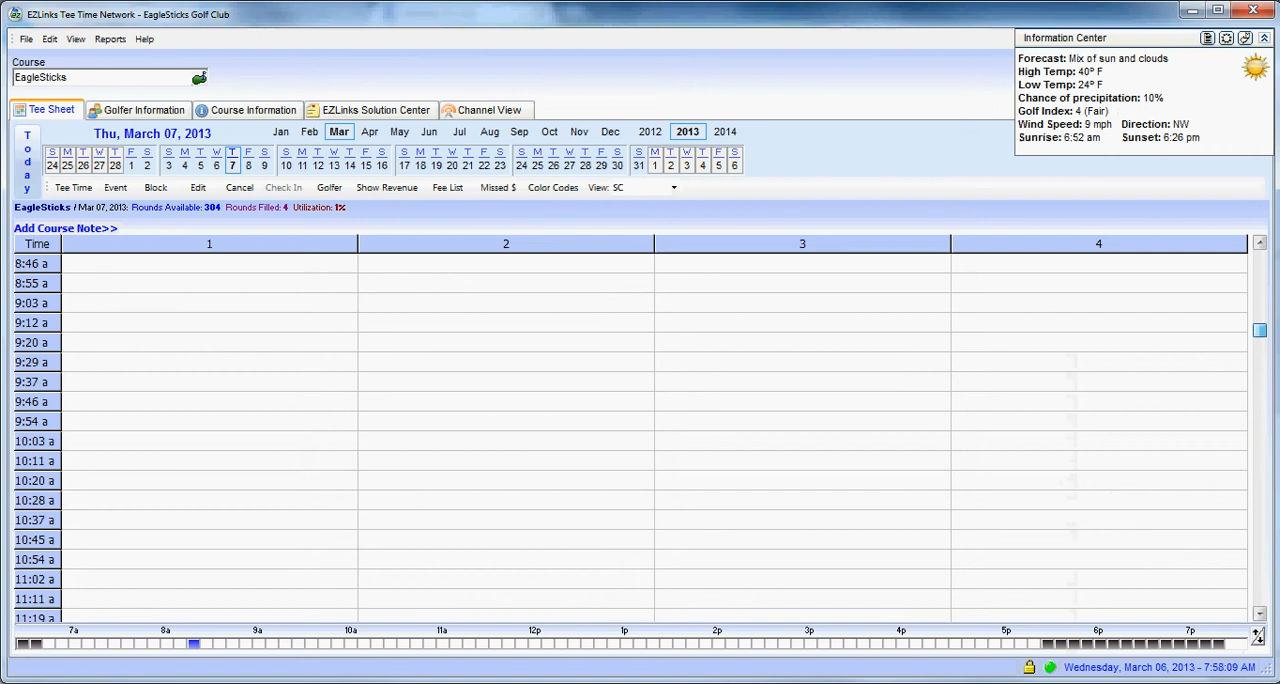 EZLinks Tee Time Network - EagleSticks Golf Club
File Edit View Reports Help
Information Center
Forecast: Mix of sun and clouds
High Temp: 40° F
Low Temp: 24° F
Chance of precipitation: 10%
Golf Index: 4 (Fair)
Wind Speed: 9 mph Direction: NW
Sunrise: 6:52 am Sunset: 6:26 pm
Course
EagleSticks
Tee Sheet Golfer Information Course Information EZLinks Solution Center Channel View
Today
Thu, March 07, 2013 Jan Feb Mar Apr May Jun Jul Aug Sep Oct Nov Dec 2012 2013 2014
S M T W T F S S M T W T F S S M T W T F S S M T W T F S S M T W T F S S M T W T F S
24 25 26 27 28 1 2 3 4 5 6 7 8 9 10 11 12 13 14 15 16 17 18 19 20 21 22 23 24 25 26 27 28 29 30 31 1 2 3 4 5 6
Tee Time Event Block Edit Cancel Check In Golfer Show Revenue Fee List Missed $ Color Codes View: SC
EagleSticks / Mar 07, 2013: Rounds Available: 304 Rounds Filled: 4 Utilization: 1%
Add Course Note>>
Time 1 2 3 4
8:46 a
8:55 a
9:03 a
9:12 a
9:20 a
9:29 a
9:37 a
9:46 a
9:54 a
10:03 a
10:11 a
10:20 a
10:28 a
10:37 a
10:45 a
10:54 a
11:02 a
11:11 a
11:19 a
7a 8a 9a 10a 11a 12p 1p 2p 3p 4p 5p 6p 7p
Wednesday, March 06, 2013 - 7:58:09 AM